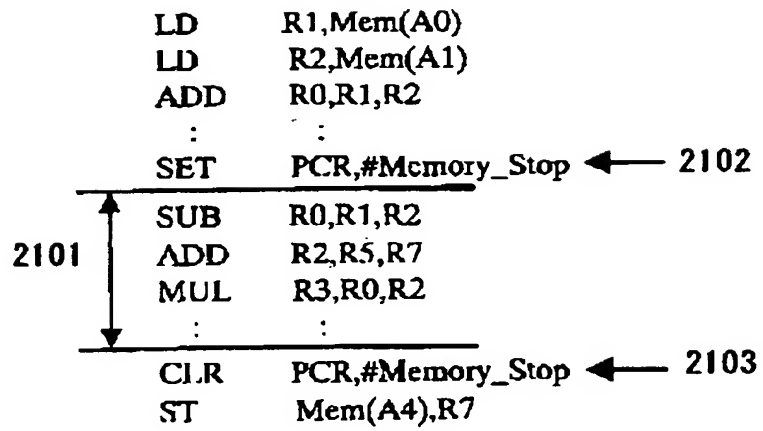 LD R1,Mem(A0)
LD R2,Mem(A1)
ADD R0,R1,R2
: :
SET PCR,#Memory_Stop 2102
SUB R0,R1,R2
2101 ADD R2,R5,R7
MUL R3,R0,R2
: :
CLR PCR,#Memory_Stop 2103
ST Mem(A4),R7